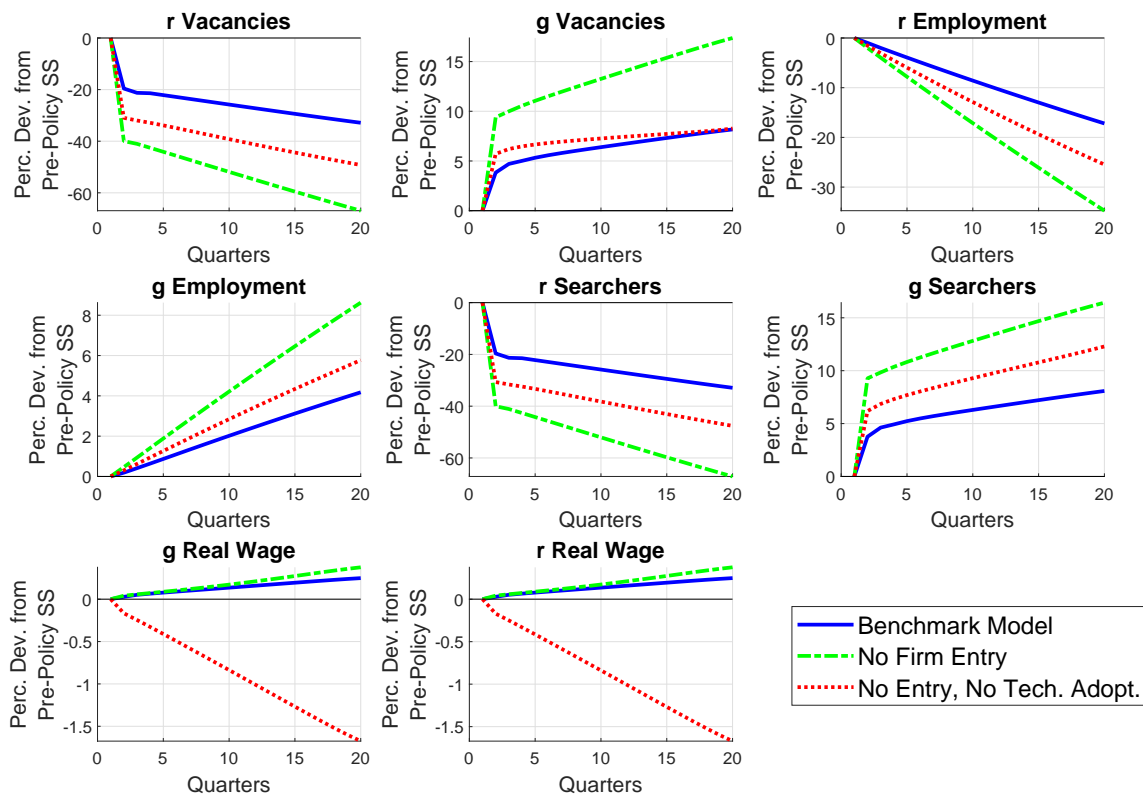 r Vacancies
Perc. Dev. from
Pre-Policy SS
0
-20
-40
-60
0 5 10 15 20
Quarters
g Vacancies
Perc. Dev. from
Pre-Policy SS
15
10
5
0
0 5 10 15 20
Quarters
r Employment
Perc. Dev. from
Pre-Policy SS
0
-10
-20
-30
0 5 10 15 20
Quarters
g Employment
Perc. Dev. from
Pre-Policy SS
8
6
4
2
0
0 5 10 15 20
Quarters
r Searchers
Perc. Dev. from
Pre-Policy SS
0
-20
-40
-60
0 5 10 15 20
Quarters
g Searchers
Perc. Dev. from
Pre-Policy SS
15
10
5
0
0 5 10 15 20
Quarters
g Real Wage
Perc. Dev. from
Pre-Policy SS
0
-0.5
-1
-1.5
0 5 10 15 20
Quarters
r Real Wage
Perc. Dev. from
Pre-Policy SS
0
-0.5
-1
-1.5
0 5 10 15 20
Quarters
Benchmark Model
No Firm Entry
No Entry, No Tech. Adopt.